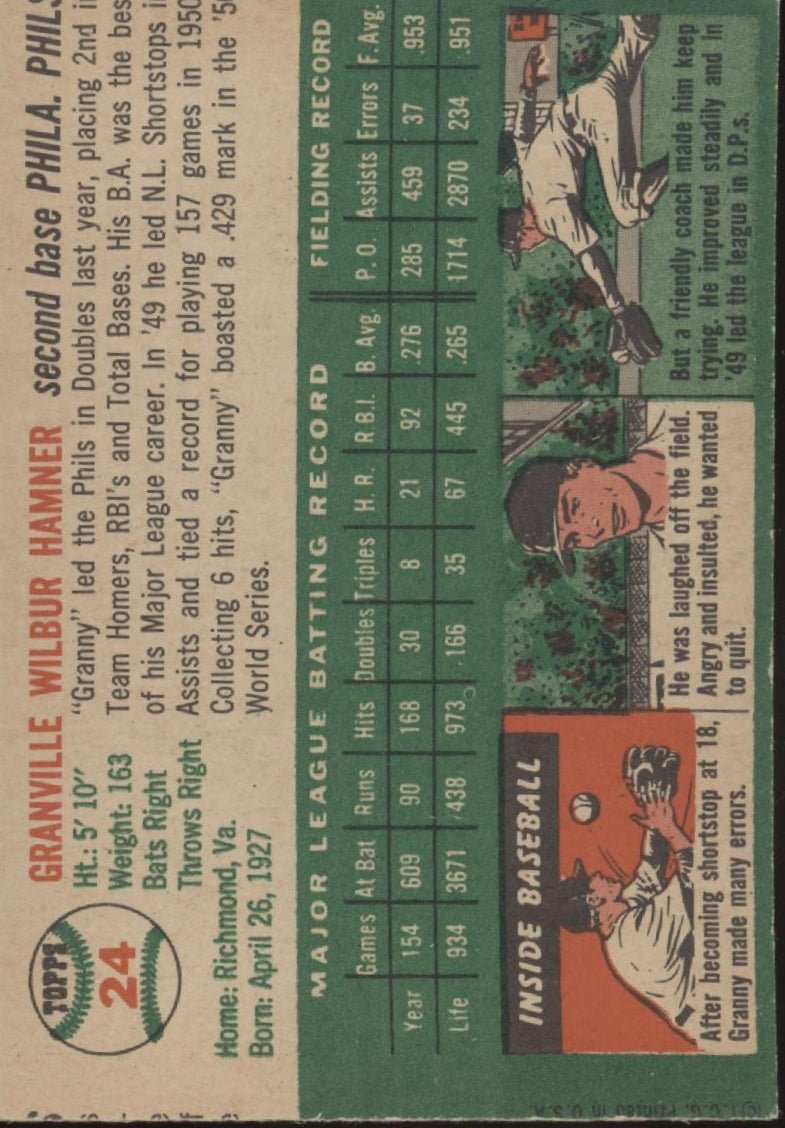 TOPPS
24
GRANVILLE WILBUR HAMNER second base PHILA. PHILS
Ht.: 5' 10"
Weight: 163
Bats Right
Throws Right
Home: Richmond, Va.
Born: April 26, 1927
"Granny" led the Phils in Doubles last year, placing 2nd i
Team Homers, RBI's and Total Bases. His B.A. was the bes
of his Major League career. In '49 he led N.L. Shortstops i
Assists and tied a record for playing 157 games in 1950
Collecting 6 hits, "Granny" boasted a .429 mark in the '50
World Series.
MAJOR LEAGUE BATTING RECORD FIELDING RECORD
Games At Bat Runs Hits Doubles Triples H. R. R.B.I. B. Avg. P. O. Assists Errors F. Avg.
Year 154 609 90 168 30 8 21 92 .276 285 459 37 .953
Life 934 3671 438 973 166 35 67 445 .265 1714 2870 234 .951
INSIDE BASEBALL
After becoming shortstop at 18,
Granny made many errors.
He was laughed off the field.
Angry and insulted, he wanted
to quit.
E
But a friendly coach made him keep
trying. He improved steadily and in
'49 led the league in D.P.s.
©T.C.G. Printed in U.S.A.